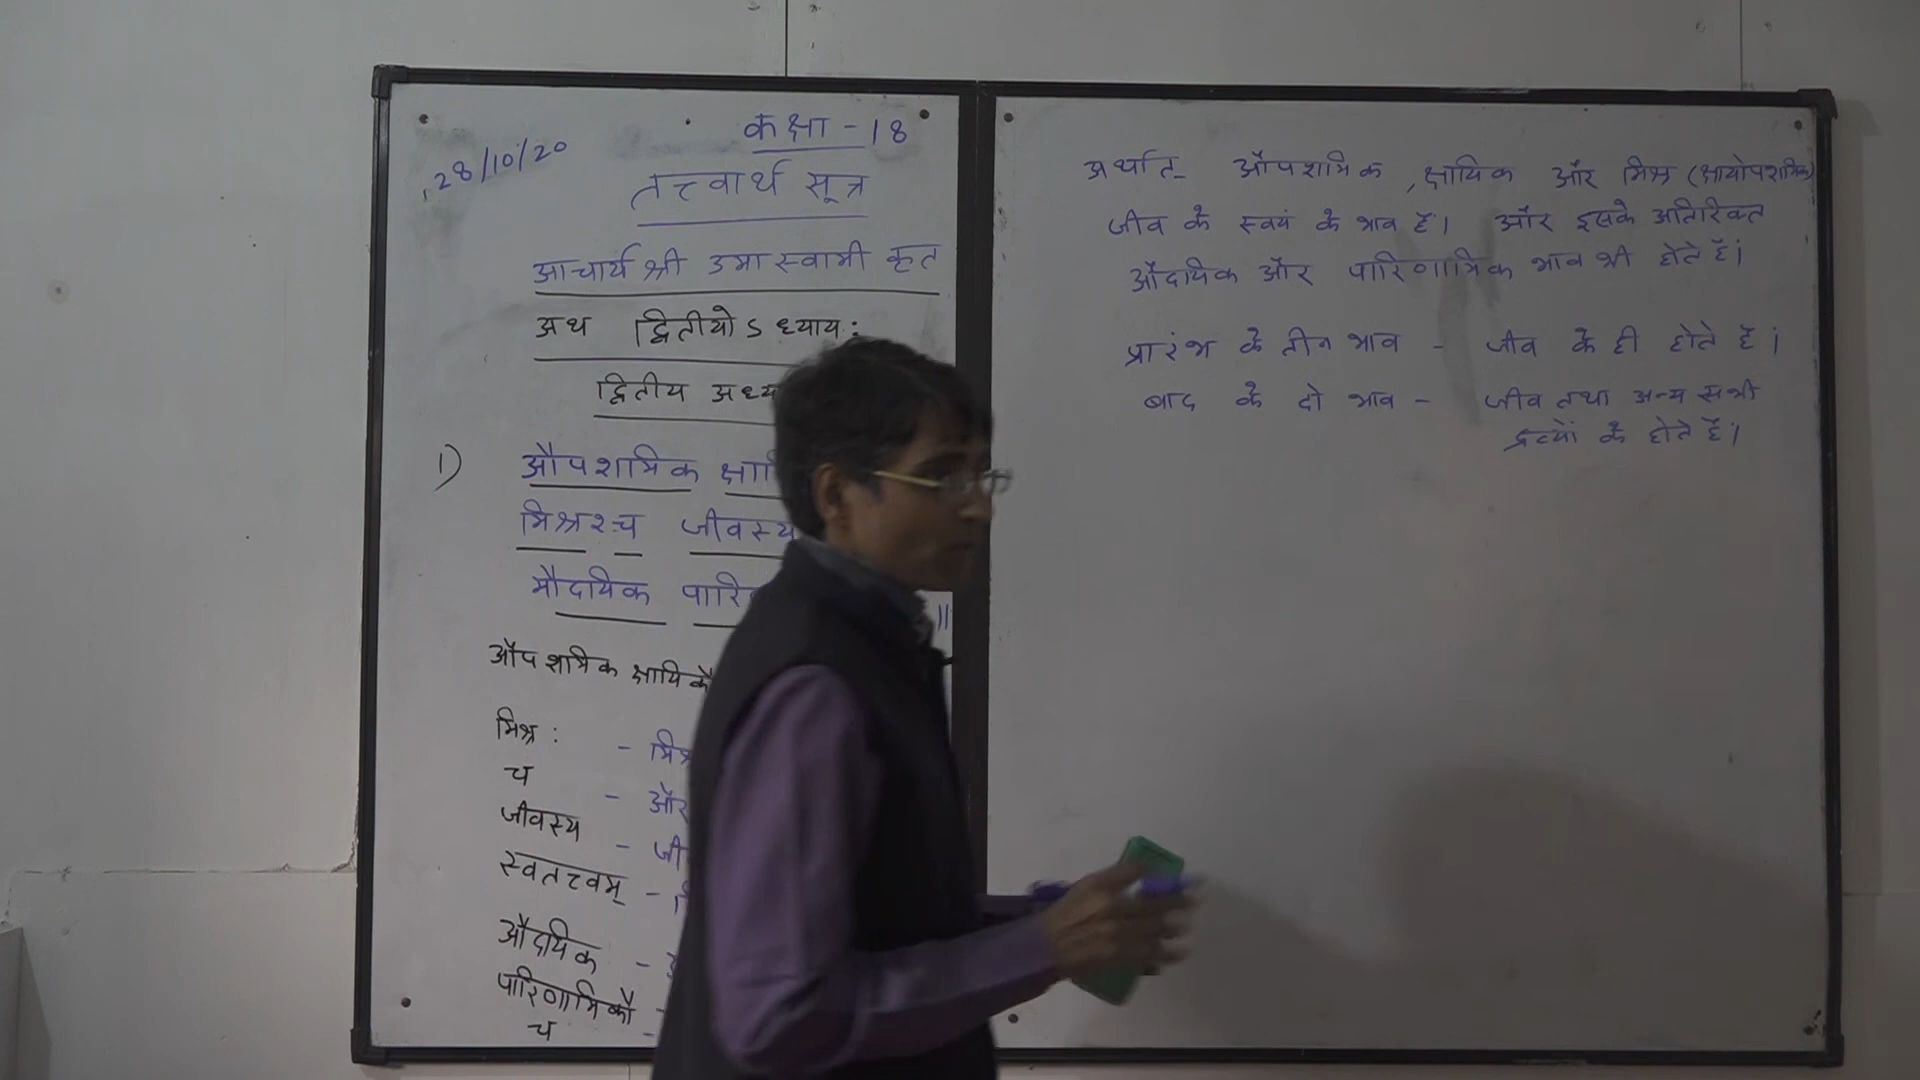 कक्षा - 18
28/10/20
तत्त्वार्थ सूत्र
आचार्य श्री उमास्वामी कृत
अथ द्वितीयोऽध्याय:
द्वितीय अध्या
1) औपशमिक क्षायि
मिश्रश्च जीवस्य
मौदयिक पारि ॥
औपशमिक क्षायिकौ
मिश्र: - मिश्र
च - और
जीवस्य - जी
स्वतत्त्वम् -
औदयिक -
पारिणामिकौ -
च -
अर्थात- औपशमिक, क्षायिक और मिश्र (क्षायोपशमिक)
जीव के स्वयं के भाव हैं। और इसके अतिरिक्त
औदयिक और पारिणामिक भाव भी होते हैं।
प्रारंभ के तीन भाव - जीव के ही होते हैं।
बाद के दो भाव - जीव तथा अन्य सभी
द्रव्यों के होते हैं।